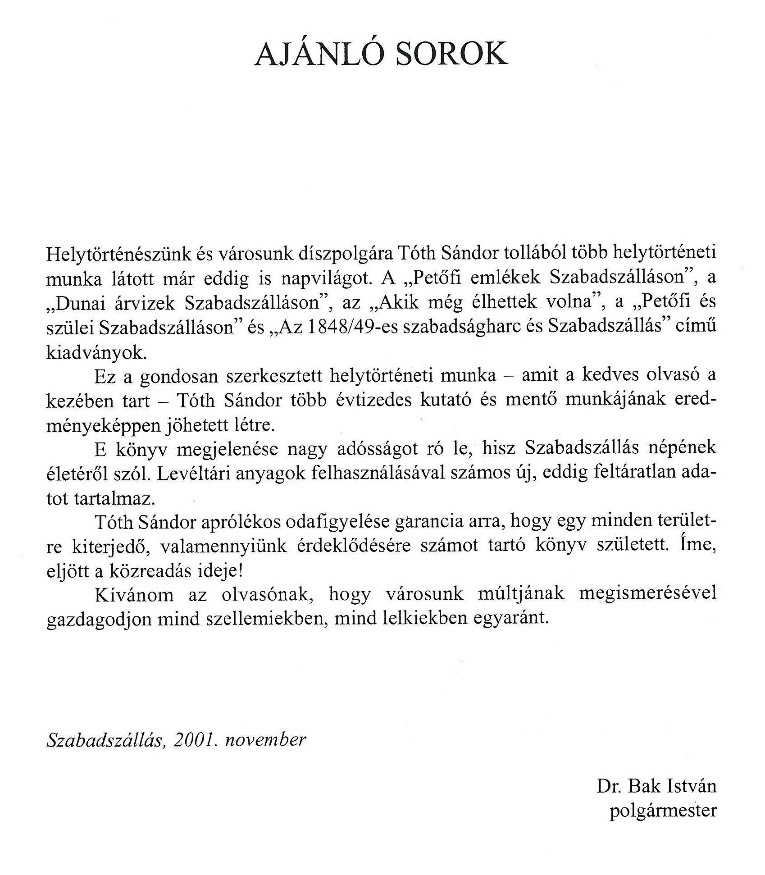 AJÁNLÓ SOROK
Helytörténészünk és városunk díszpolgára Tóth Sándor tollából több helytörténeti
munka látott már eddig is napvilágot. A „Petőfi emlékek Szabadszálláson”, a
„Dunai árvizek Szabadszálláson”, az „Akik még élhettek volna”, a „Petőfi és
szülei Szabadszálláson” és „Az 1848/49-es szabadságharc és Szabadszállás” című
kiadványok.
Ez a gondosan szerkesztett helytörténeti munka – amit a kedves olvasó a
kezében tart – Tóth Sándor több évtizedes kutató és mentő munkájának ered-
ményeképpen jöhetett létre.
E könyv megjelenése nagy adósságot ró le, hisz Szabadszállás népének
életéről szól. Levéltári anyagok felhasználásával számos új, eddig feltáratlan ada-
tot tartalmaz.
Tóth Sándor aprólékos odafigyelése garancia arra, hogy egy minden terület-
re kiterjedő, valamennyiünk érdeklődésére számot tartó könyv született. Íme,
eljött a közreadás ideje!
Kívánom az olvasónak, hogy városunk múltjának megismerésével
gazdagodjon mind szellemiekben, mind lelkiekben egyaránt.
Szabadszállás, 2001. november
Dr. Bak István
polgármester